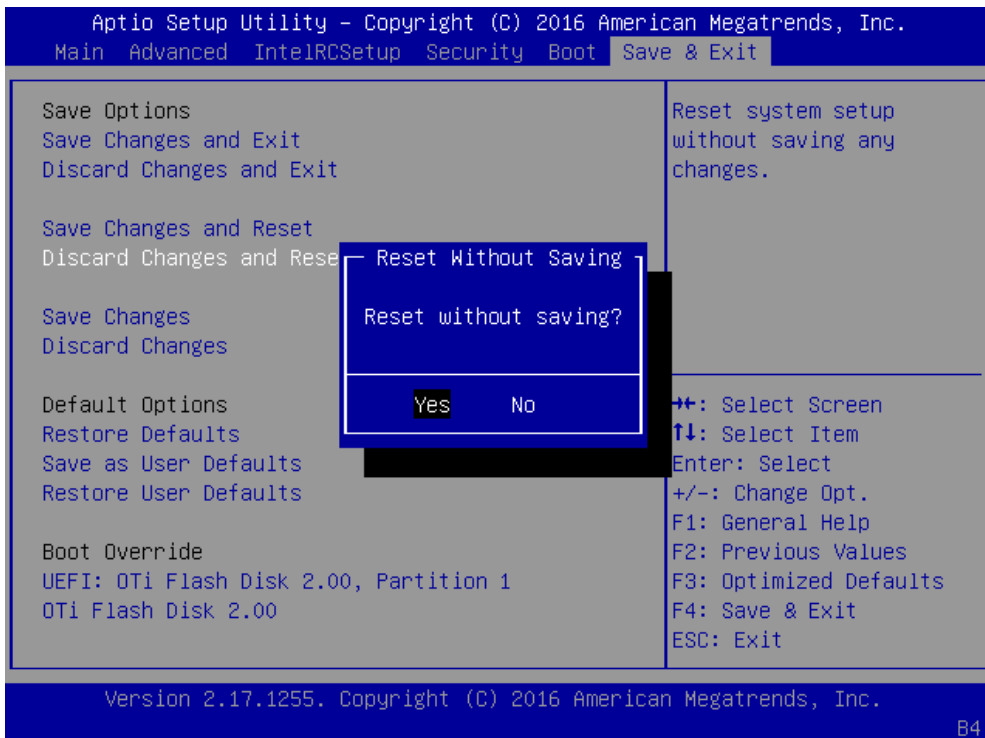 Aptio Setup Utility – Copyright (C) 2016 American Megatrends, Inc.
Main Advanced IntelRCSetup Security Boot Save & Exit
Save Options
Save Changes and Exit
Discard Changes and Exit
Save Changes and Reset
Discard Changes and Rese
Save Changes
Discard Changes
Default Options
Restore Defaults
Save as User Defaults
Restore User Defaults
Boot Override
UEFI: OTi Flash Disk 2.00, Partition 1
OTi Flash Disk 2.00
Reset Without Saving
Reset without saving?
Yes No
Reset system setup
without saving any
changes.
→←: Select Screen
↑↓: Select Item
Enter: Select
+/-: Change Opt.
F1: General Help
F2: Previous Values
F3: Optimized Defaults
F4: Save & Exit
ESC: Exit
Version 2.17.1255. Copyright (C) 2016 American Megatrends, Inc.
B4